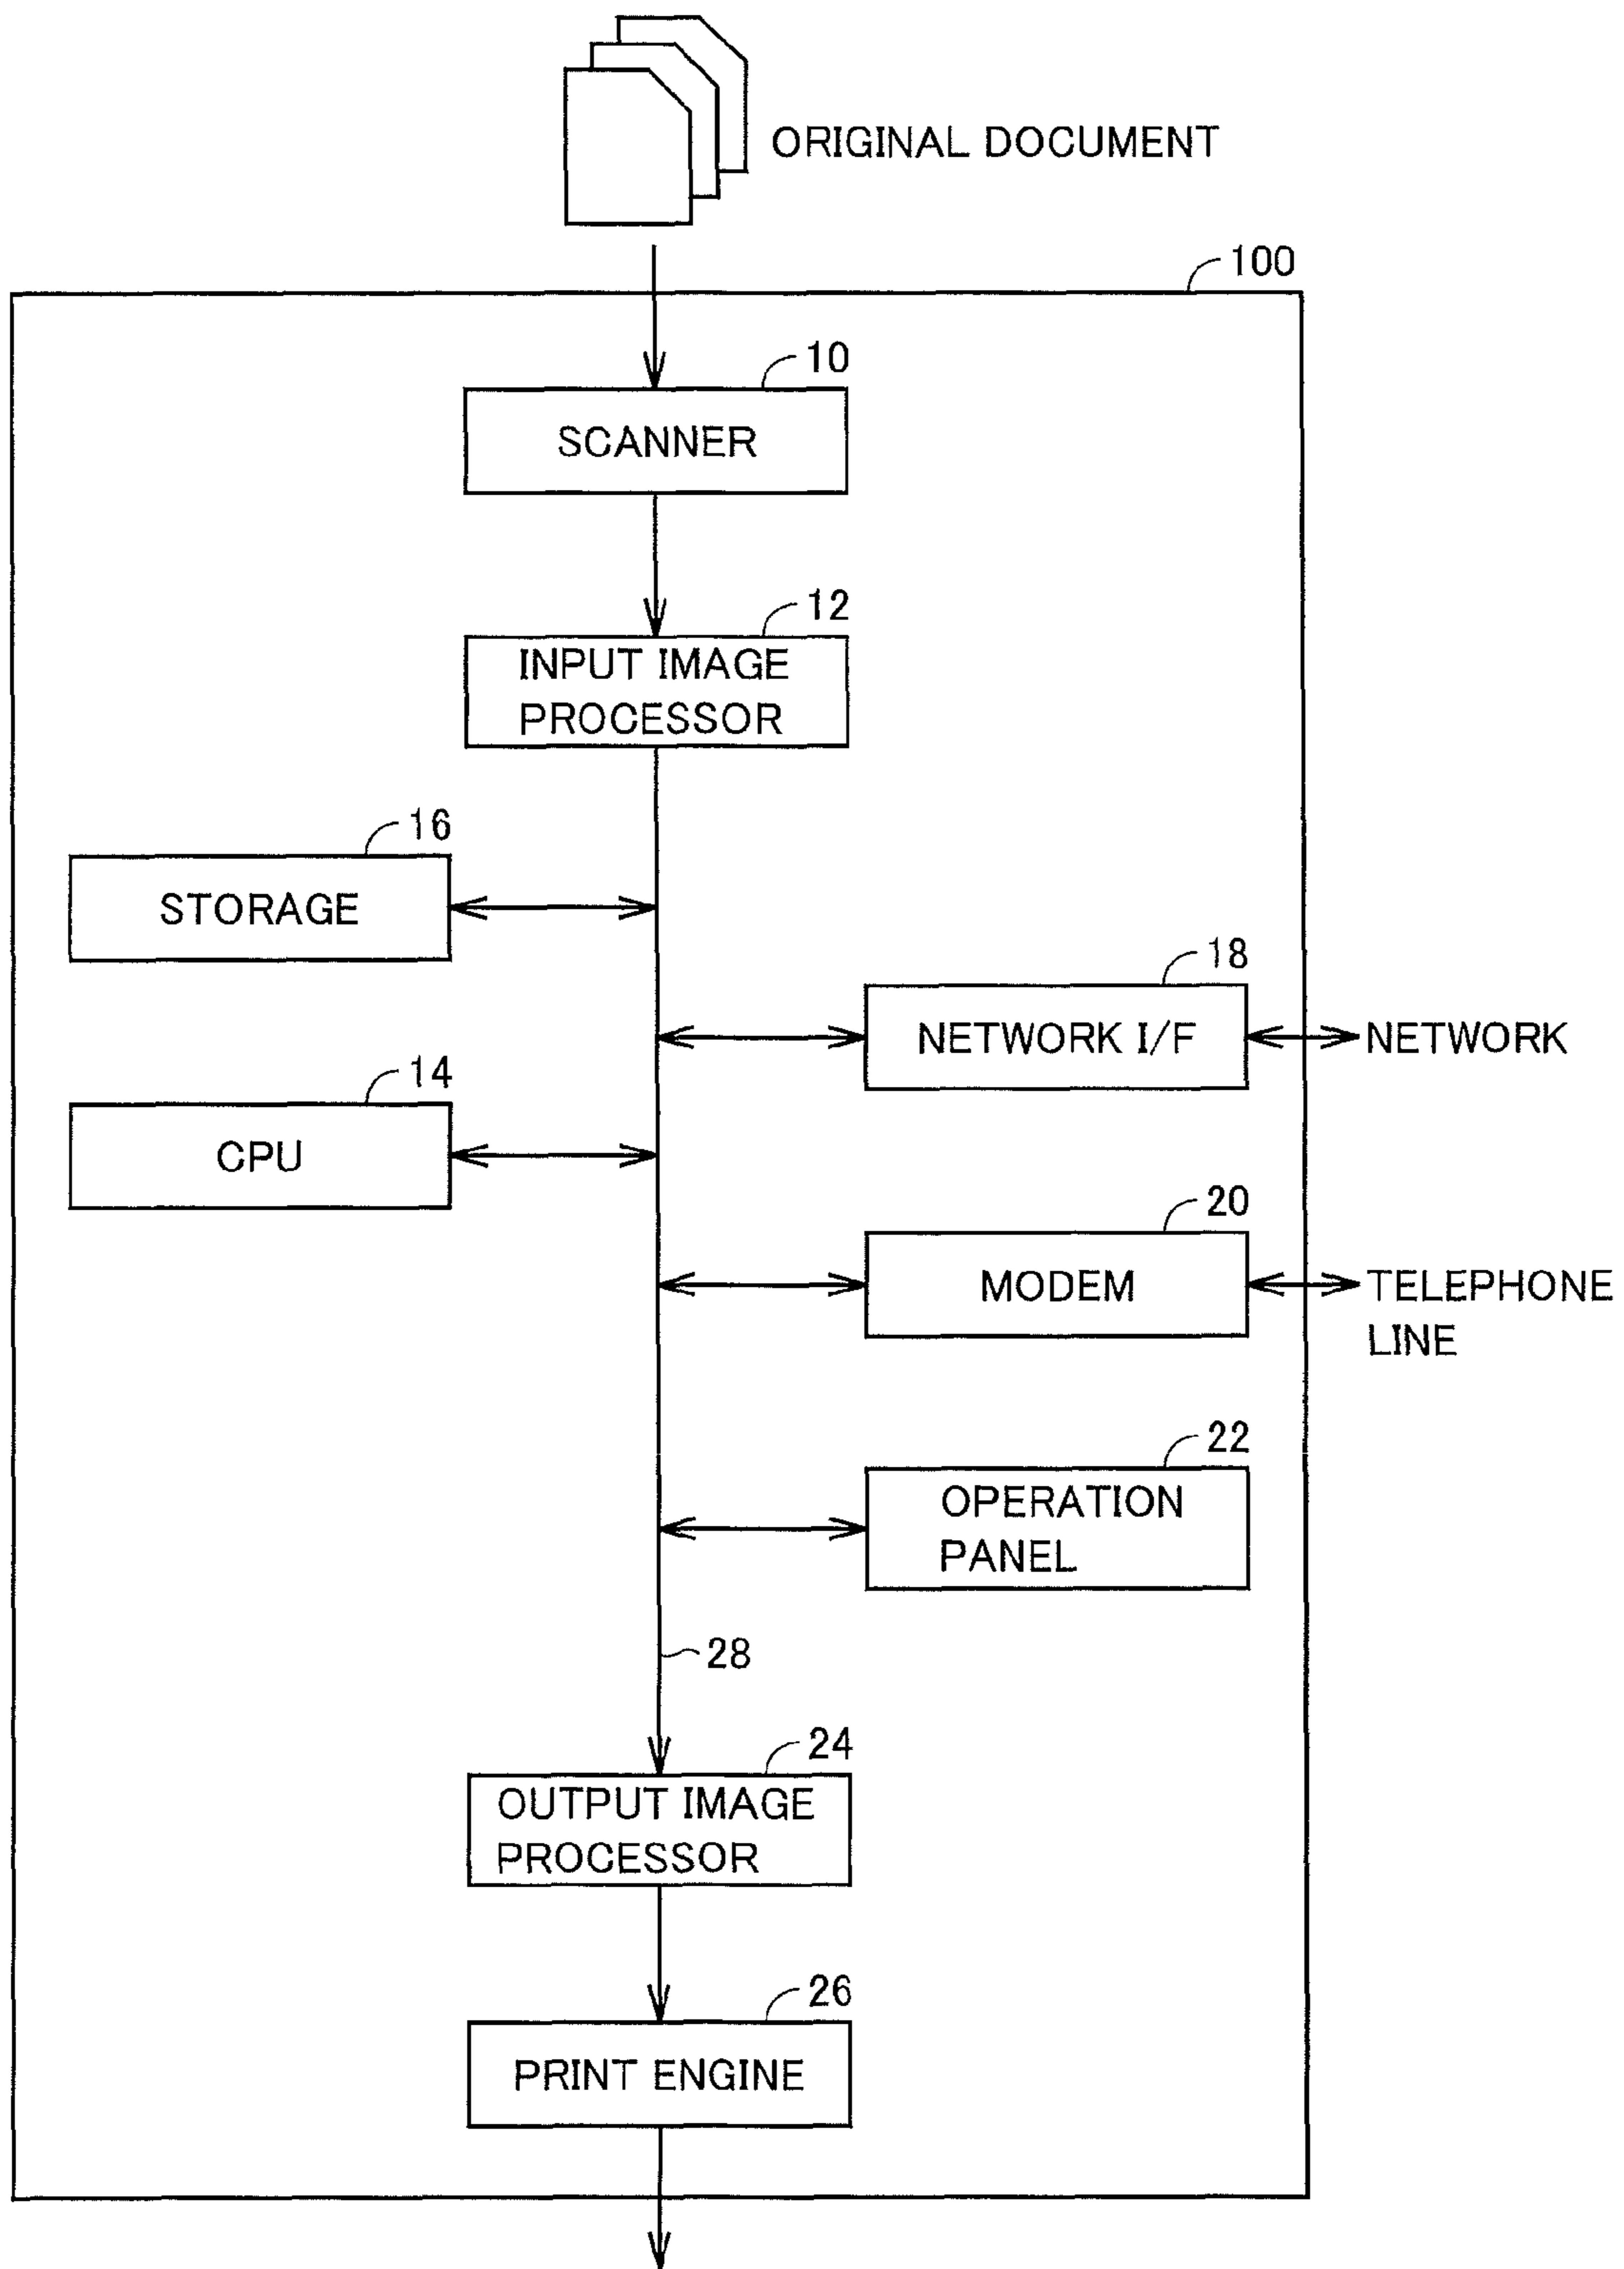 ORIGINAL DOCUMENT
100
10
SCANNER
12
INPUT IMAGE
PROCESSOR
16
STORAGE
18
NETWORK I/F
NETWORK
14
CPU
20
MODEM
TELEPHONE
LINE
22
OPERATION
PANEL
28
24
OUTPUT IMAGE
PROCESSOR
26
PRINT ENGINE